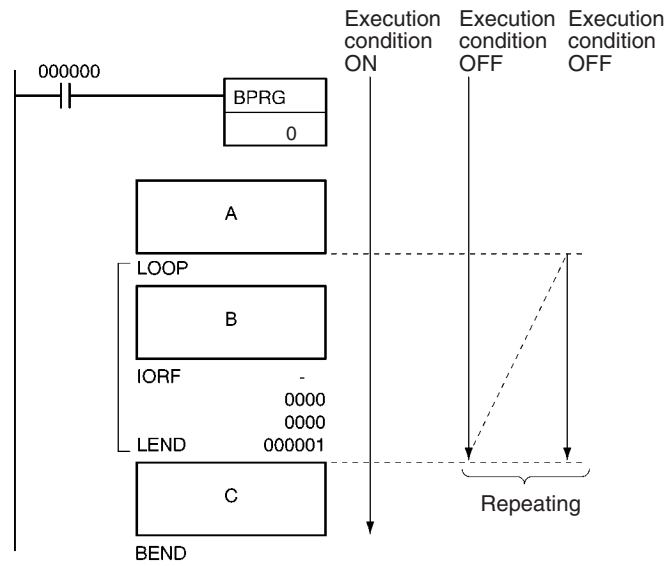 Execution condition ON
Execution condition OFF
Execution condition OFF
000000
BPRG
0
A
LOOP
B
IORF -
0000
0000
LEND 000001
C
Repeating
BEND